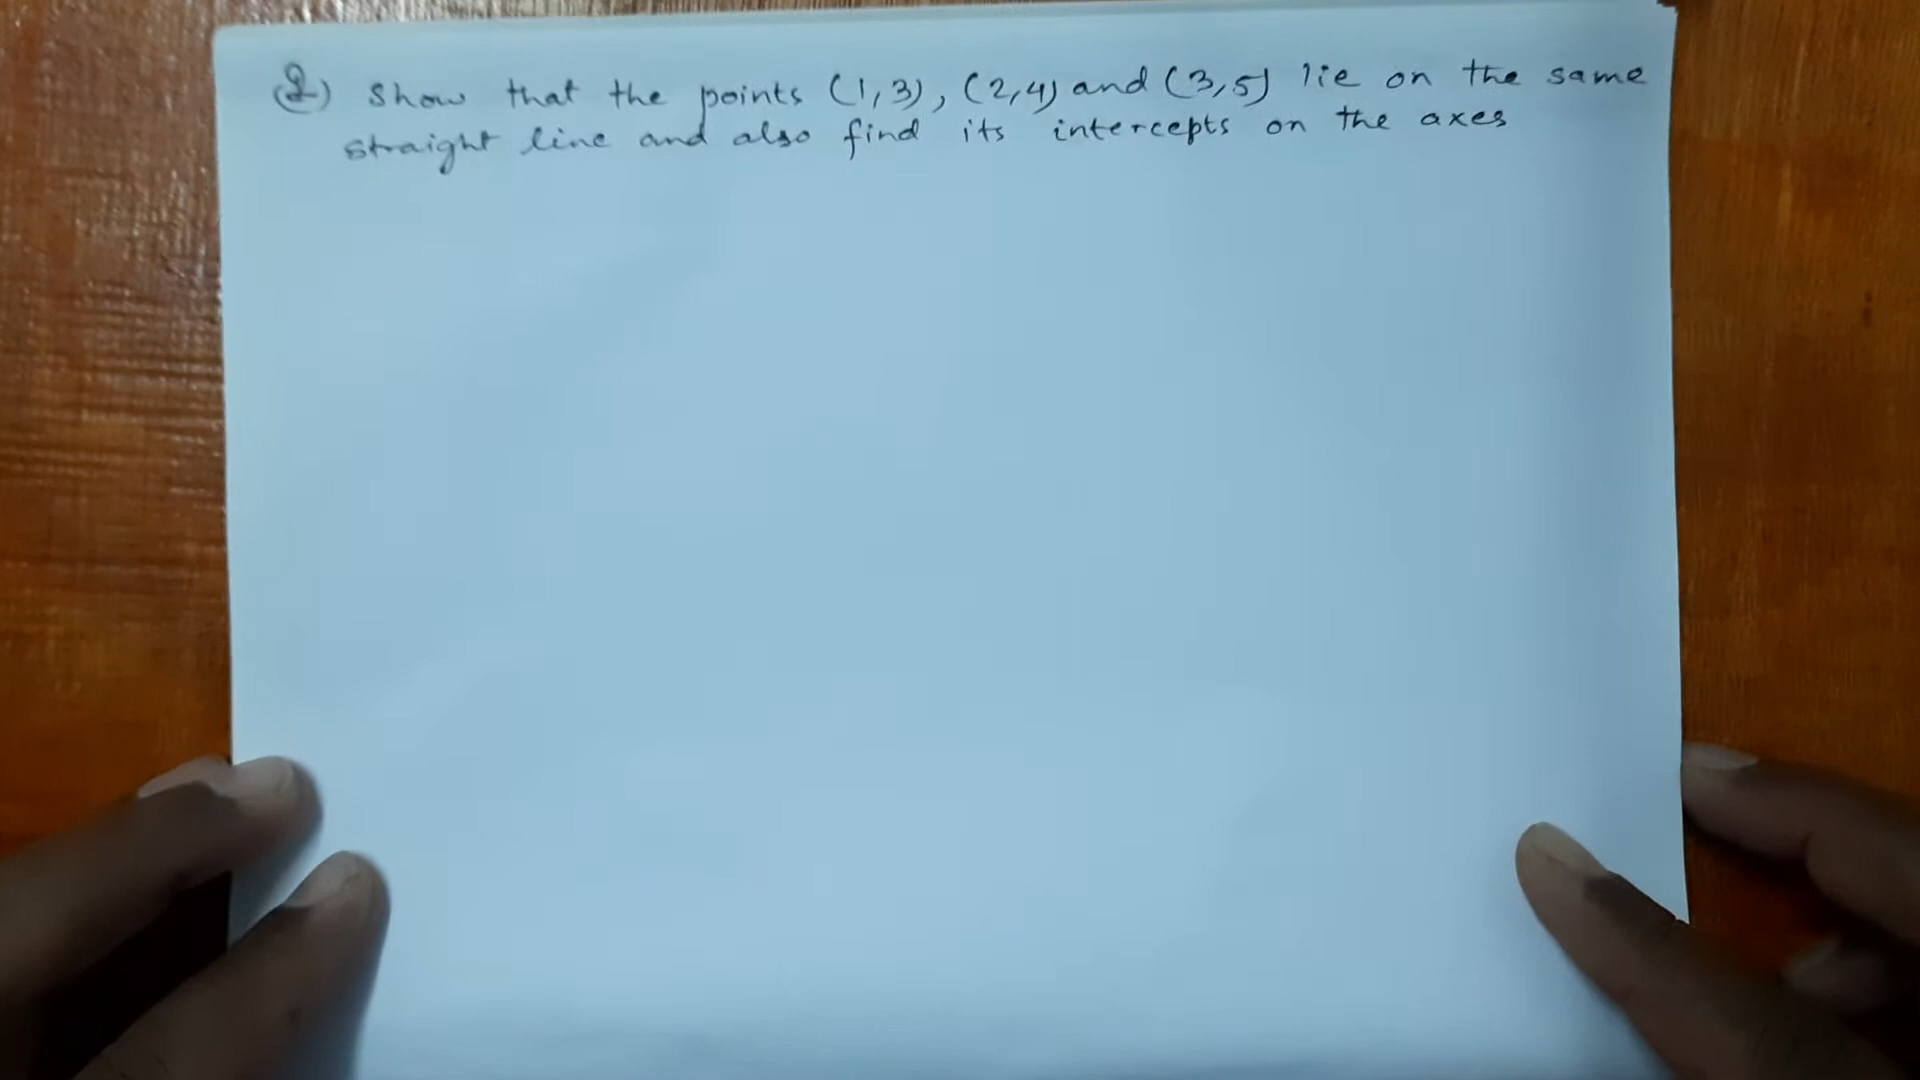 Q) Show that the points (1,3), (2,4) and (3,5) lie on the same
straight line and also find its intercepts on the axes